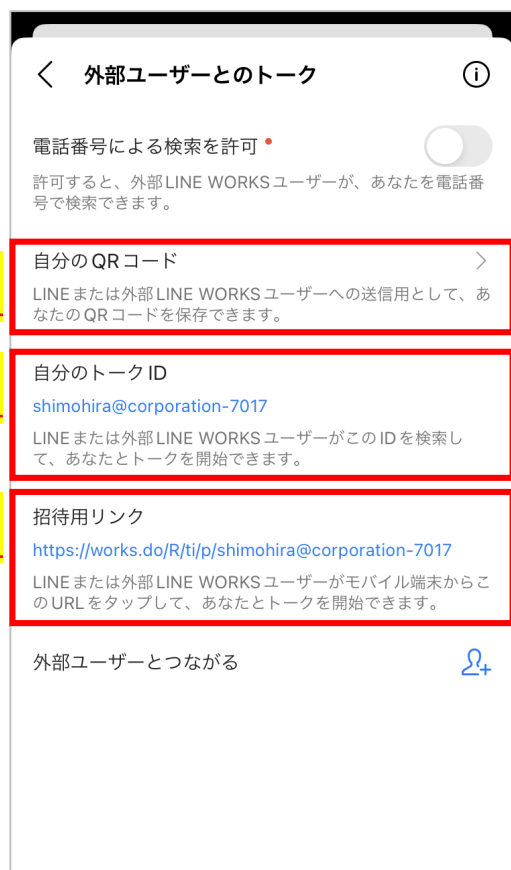 外部ユーザーとのトーク
電話番号による検索を許可
許可すると、外部LINE WORKSユーザーが、あなたを電話番
号で検索できます。
自分のQRコード
LINEまたは外部LINE WORKSユーザーへの送信用として、あ
なたのQRコードを保存できます。
自分のトークID
shimohira@corporation-7017
LINEまたは外部LINE WORKSユーザーがこのIDを検索し
て、あなたとトークを開始できます。
招待用リンク
https://works.do/R/ti/p/shimohira@corporation-7017
LINEまたは外部LINE WORKSユーザーがモバイル端末からこ
のURLをタップして、あなたとトークを開始できます。
外部ユーザーとつながる